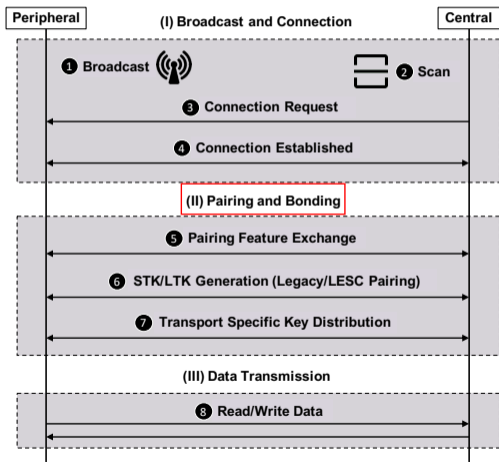 Peripheral
(I) Broadcast and Connection
Central
1 Broadcast
2 Scan
3 Connection Request
4 Connection Established
(II) Pairing and Bonding
5 Pairing Feature Exchange
6 STK/LTK Generation (Legacy/LESC Pairing)
7 Transport Specific Key Distribution
(III) Data Transmission
8 Read/Write Data